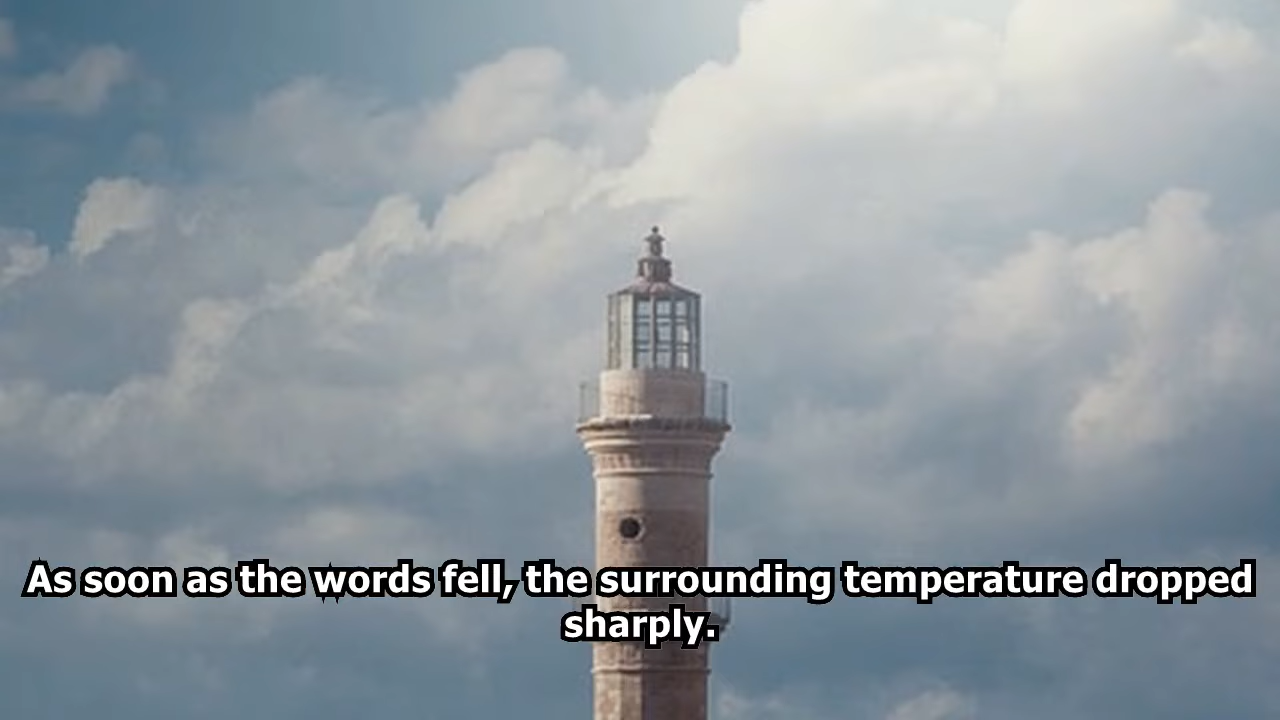 As soon as the words fell, the surrounding temperature dropped
sharply.